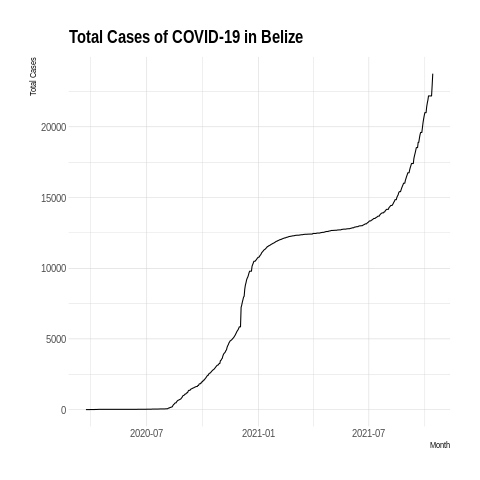 Total Cases of COVID-19 in Belize
Total Cases
20000
15000
10000
5000
0
2020-07
2021-01
2021-07
Month